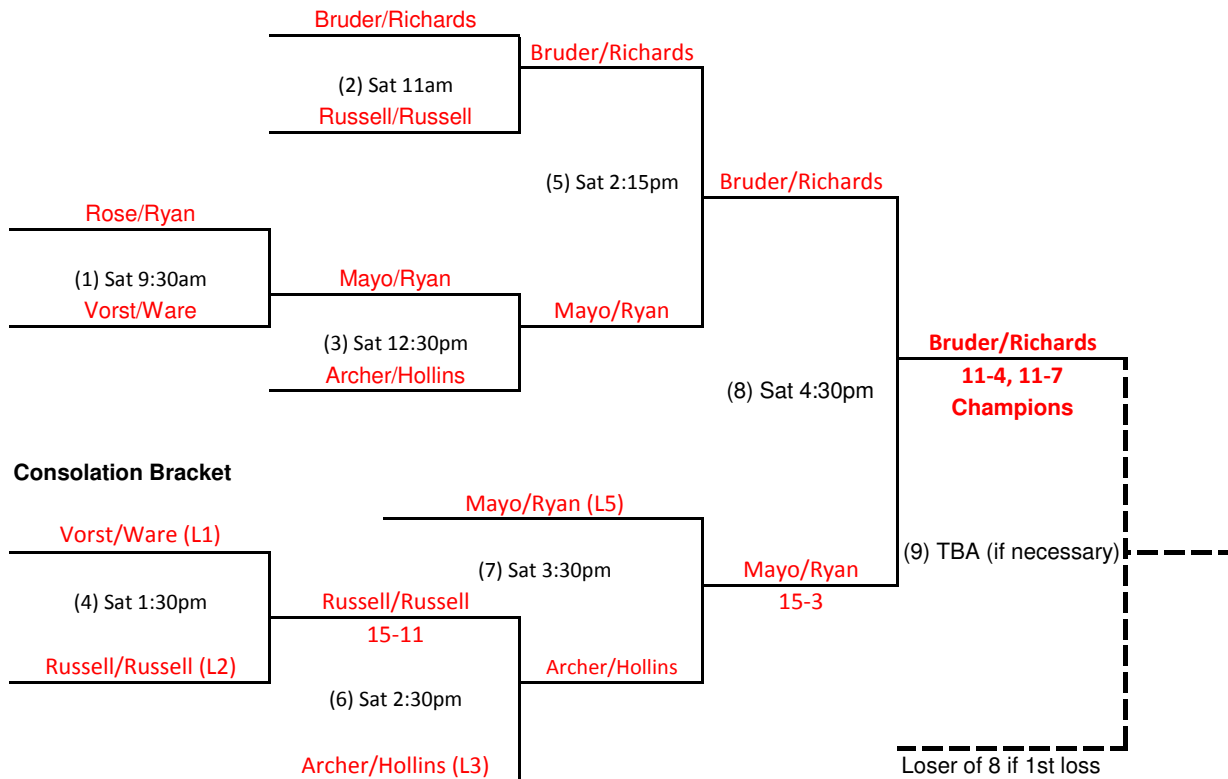 Bruder/Richards
Bruder/Richards
(2) Sat 11am
Russell/Russell
(5) Sat 2:15pm
Bruder/Richards
Rose/Ryan
(1) Sat 9:30am
Mayo/Ryan
Vorst/Ware
Mayo/Ryan
(3) Sat 12:30pm
Archer/Hollins
Bruder/Richards
11-4, 11-7
Champions
(8) Sat 4:30pm
Consolation Bracket
Mayo/Ryan (L5)
Vorst/Ware (L1)
(9) TBA (if necessary)
(7) Sat 3:30pm
Mayo/Ryan
15-3
(4) Sat 1:30pm
Russell/Russell
15-11
Russell/Russell (L2)
Archer/Hollins
(6) Sat 2:30pm
Archer/Hollins (L3)
Loser of 8 if 1st loss